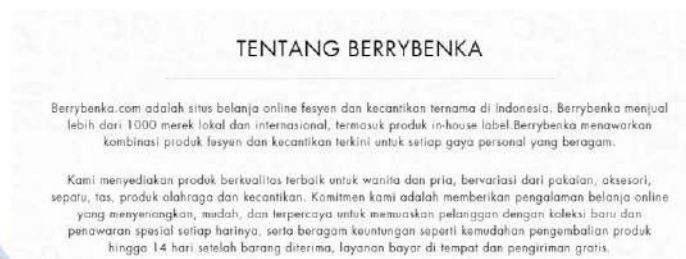 TENTANG BERRYBENKA
Berrybenka.com adalah situs belanja online fesyen dan kecantikan ternama di Indonesia. Berrybenka menjual
lebih dari 1000 merek lokal dan internasional, termasuk produk in-house label.Berrybenka menawarkan
kombinasi produk fesyen dan kecantikan terkini untuk setiap gaya personal yang beragam.
Kami menyediakan produk berkualitas terbaik untuk wanita dan pria, bervariasi dari pakaian, aksesori,
sepatu, tas, produk olahraga dan kecantikan. Komitmen kami adalah memberikan pengalaman belanja online
yang menyenangkan, mudah, dan terpercaya untuk memuaskan pelanggan dengan koleksi baru dan
penawaran spesial setiap harinya, serta beragam keuntungan seperti kemudahan pengembalian produk
hingga 14 hari setelah barang diterima, layanan bayar di tempat dan pengiriman gratis.